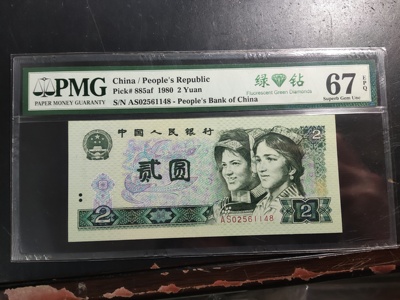 PMG
PAPER MONEY GUARANTY
China / People's Republic
Pick# 885af 1980 2 Yuan
S/N AS02561148 - People's Bank of China
绿钻
Fluorescent Green Diamonds
67 EPQ
Superb Gem Unc
中国人民银行
2
贰圆
AS02561148
2
2